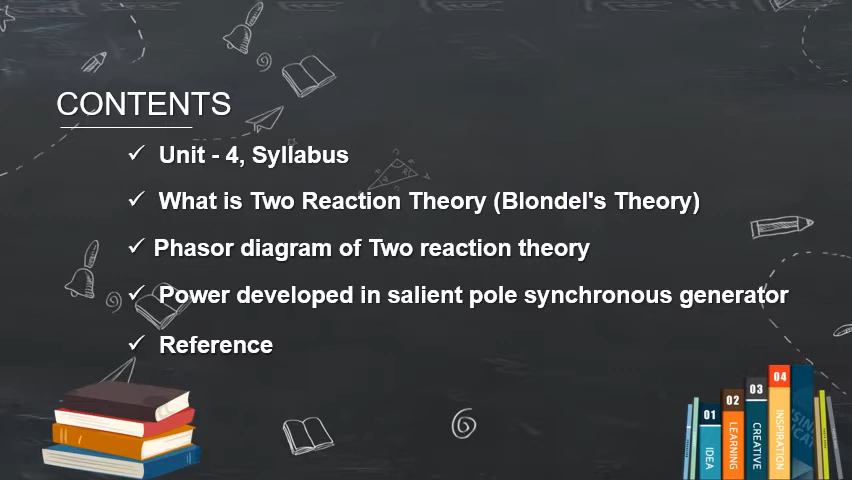 CONTENTS
✓ Unit - 4, Syllabus
✓ What is Two Reaction Theory (Blondel's Theory)
✓ Phasor diagram of Two reaction theory
✓ Power developed in salient pole synchronous generator
✓ Reference
01 IDEA
02 LEARNING
03 CREATIVE
04 INSPIRATION